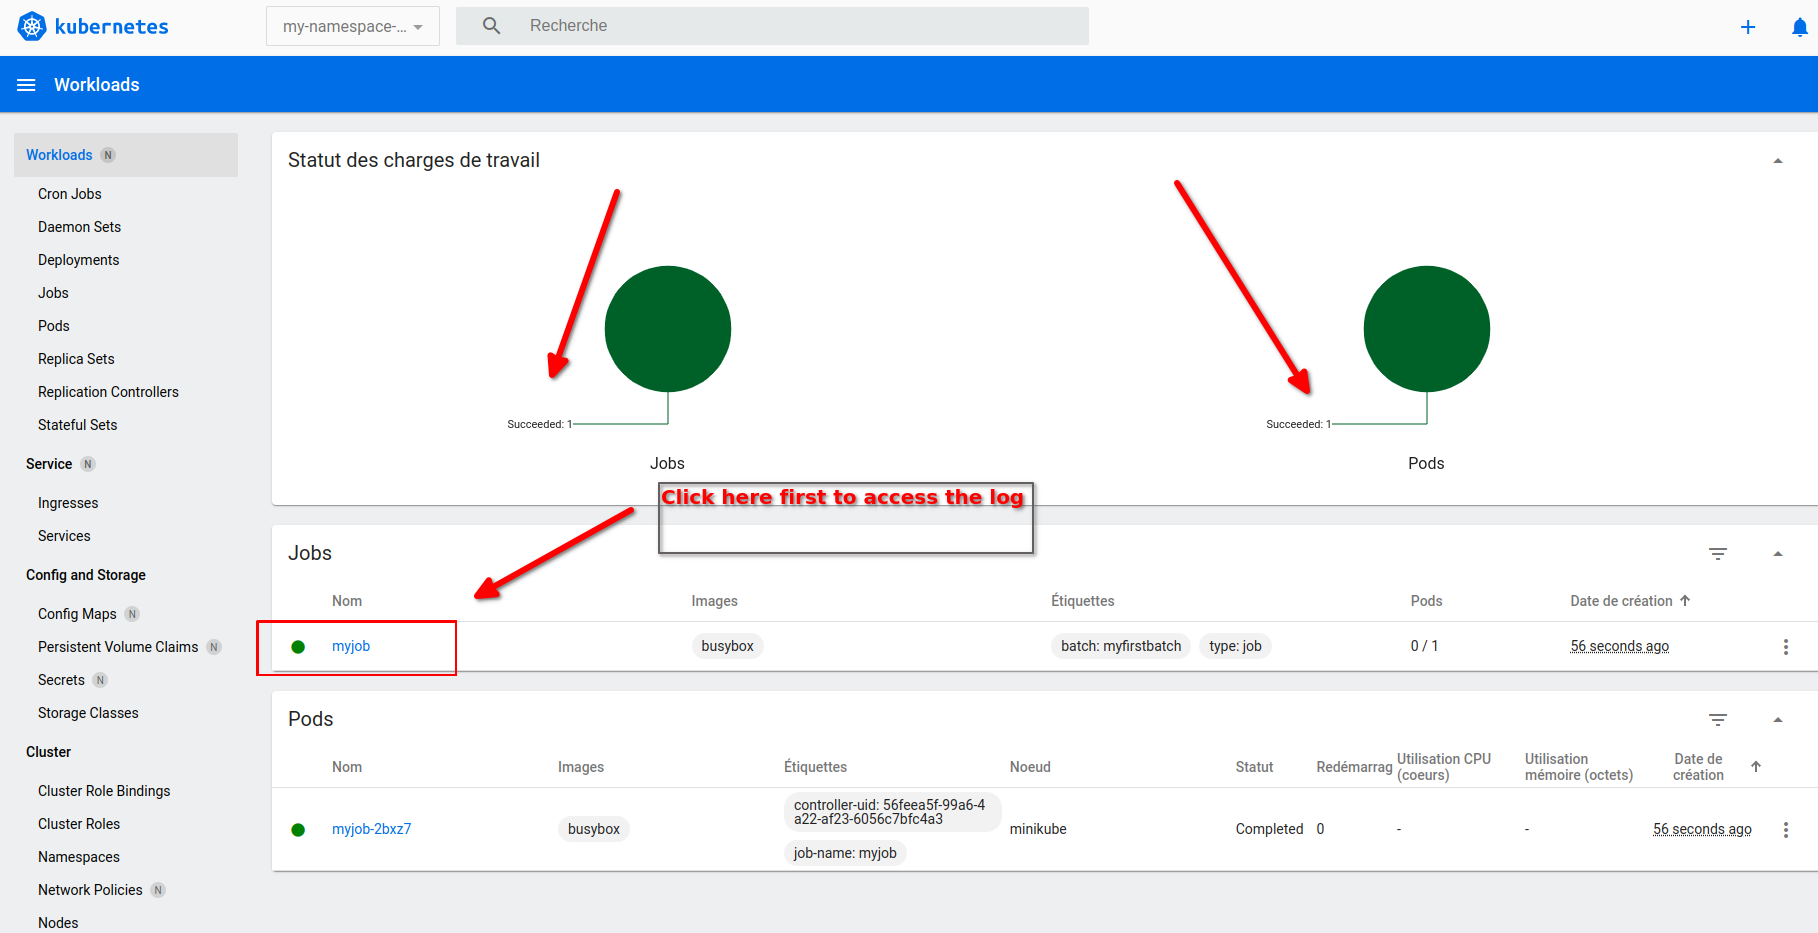 kubernetes
my-namespace-...
Recherche
Workloads
Workloads N
Cron Jobs
Daemon Sets
Deployments
Jobs
Pods
Replica Sets
Replication Controllers
Stateful Sets
Service N
Ingresses
Services
Config and Storage
Config Maps N
Persistent Volume Claims N
Secrets N
Storage Classes
Cluster
Cluster Role Bindings
Cluster Roles
Namespaces
Network Policies N
Nodes
Statut des charges de travail
Succeeded: 1
Jobs
Succeeded: 1
Pods
Click here first to access the log
Jobs
Nom Images Étiquettes Pods Date de création
myjob busybox batch: myfirstbatch type: job 0 / 1 56 seconds ago
Pods
Nom Images Étiquettes Noeud Statut Redémarrag Utilisation CPU (coeurs) Utilisation mémoire (octets) Date de création
controller-uid: 56feea5f-99a6-4
a22-af23-6056c7bfc4a3
myjob-2bxz7 busybox minikube Completed 0 - - 56 seconds ago
job-name: myjob